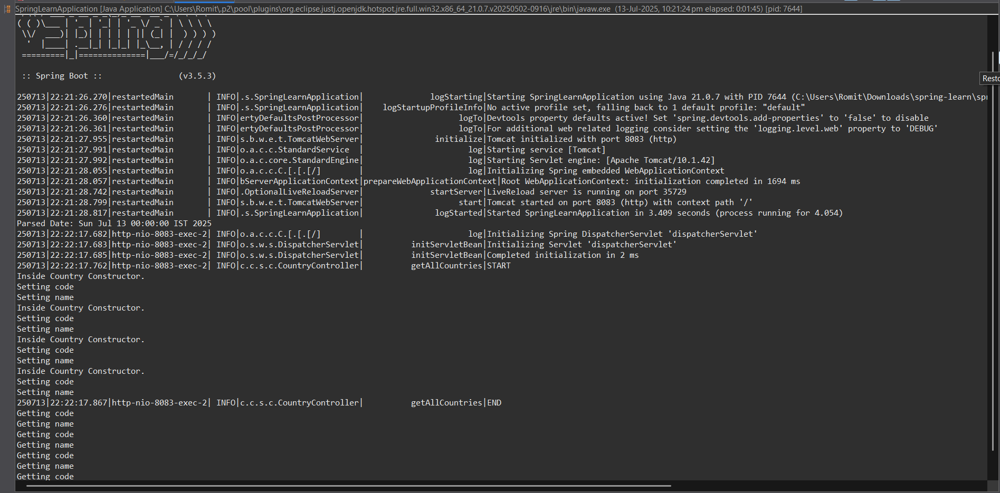 SpringLearnApplication [Java Application] C:\Users\Romit\.p2\pool\plugins\org.eclipse.justj.openjdk.hotspot.jre.full.win32.x86_64_21.0.7.v20250502-0916\jre\bin\javaw.exe (13-Jul-2025, 10:21:24 pm elapsed: 0:01:45) [pid: 7644]
( ( )\___ | '_ | '_| | '_ \/ _` | \ \ \ \
 \\/  ___)| |_)| | | | | || (_| |  ) ) ) )
  '  |____| .__|_| |_|_| |_\__, | / / / /
 =========|_|==============|___/=/_/_/_/
 :: Spring Boot ::                (v3.5.3)
Resto
250713|22:21:26.270|restartedMain       | INFO|.s.SpringLearnApplication|              logStarting|Starting SpringLearnApplication using Java 21.0.7 with PID 7644 (C:\Users\Romit\Downloads\spring-learn\spr
250713|22:21:26.276|restartedMain       | INFO|.s.SpringLearnApplication|    logStartupProfileInfo|No active profile set, falling back to 1 default profile: "default"
250713|22:21:26.360|restartedMain       | INFO|ertyDefaultsPostProcessor|                    logTo|Devtools property defaults active! Set 'spring.devtools.add-properties' to 'false' to disable
250713|22:21:26.361|restartedMain       | INFO|ertyDefaultsPostProcessor|                    logTo|For additional web related logging consider setting the 'logging.level.web' property to 'DEBUG'
250713|22:21:27.955|restartedMain       | INFO|s.b.w.e.t.TomcatWebServer|               initialize|Tomcat initialized with port 8083 (http)
250713|22:21:27.991|restartedMain       | INFO|o.a.c.c.StandardService  |                      log|Starting service [Tomcat]
250713|22:21:27.992|restartedMain       | INFO|o.a.c.core.StandardEngine|                      log|Starting Servlet engine: [Apache Tomcat/10.1.42]
250713|22:21:28.055|restartedMain       | INFO|o.a.c.c.C.[.[.[/]        |                      log|Initializing Spring embedded WebApplicationContext
250713|22:21:28.057|restartedMain       | INFO|bServerApplicationContext|prepareWebApplicationContext|Root WebApplicationContext: initialization completed in 1694 ms
250713|22:21:28.742|restartedMain       | INFO|.OptionalLiveReloadServer|              startServer|LiveReload server is running on port 35729
250713|22:21:28.799|restartedMain       | INFO|s.b.w.e.t.TomcatWebServer|                    start|Tomcat started on port 8083 (http) with context path '/'
250713|22:21:28.817|restartedMain       | INFO|.s.SpringLearnApplication|               logStarted|Started SpringLearnApplication in 3.409 seconds (process running for 4.054)
Parsed Date: Sun Jul 13 00:00:00 IST 2025
250713|22:22:17.682|http-nio-8083-exec-2| INFO|o.a.c.c.C.[.[.[/]        |                      log|Initializing Spring DispatcherServlet 'dispatcherServlet'
250713|22:22:17.683|http-nio-8083-exec-2| INFO|o.s.w.s.DispatcherServlet|          initServletBean|Initializing Servlet 'dispatcherServlet'
250713|22:22:17.685|http-nio-8083-exec-2| INFO|o.s.w.s.DispatcherServlet|          initServletBean|Completed initialization in 2 ms
250713|22:22:17.762|http-nio-8083-exec-2| INFO|c.c.s.c.CountryController|          getAllCountries|START
Inside Country Constructor.
Setting code
Setting name
Inside Country Constructor.
Setting code
Setting name
Inside Country Constructor.
Setting code
Setting name
Inside Country Constructor.
Setting code
Setting name
250713|22:22:17.867|http-nio-8083-exec-2| INFO|c.c.s.c.CountryController|          getAllCountries|END
Getting code
Getting name
Getting code
Getting name
Getting code
Getting name
Getting code